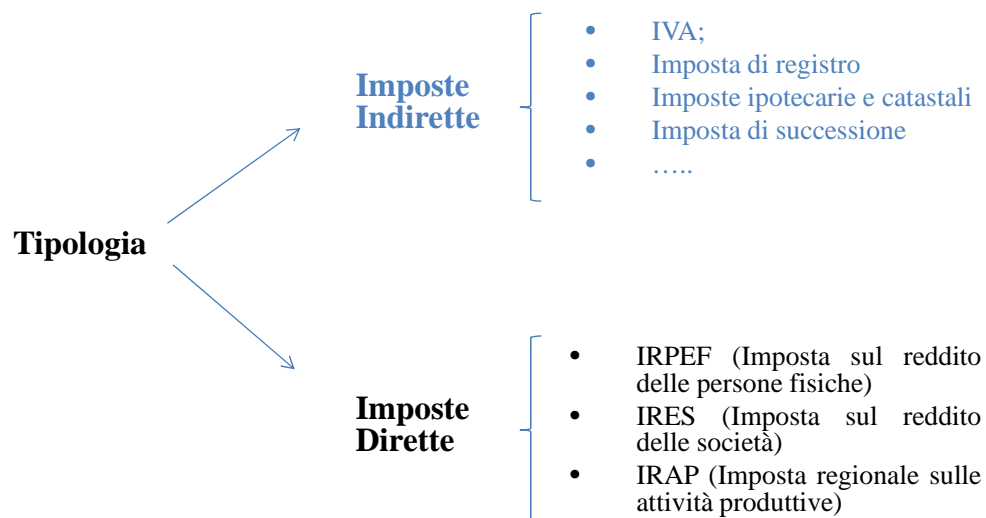 Tipologia
Imposte
Indirette
• IVA;
• Imposta di registro
• Imposte ipotecarie e catastali
• Imposta di successione
• …..
Imposte
Dirette
• IRPEF (Imposta sul reddito
delle persone fisiche)
• IRES (Imposta sul reddito
delle società)
• IRAP (Imposta regionale sulle
attività produttive)